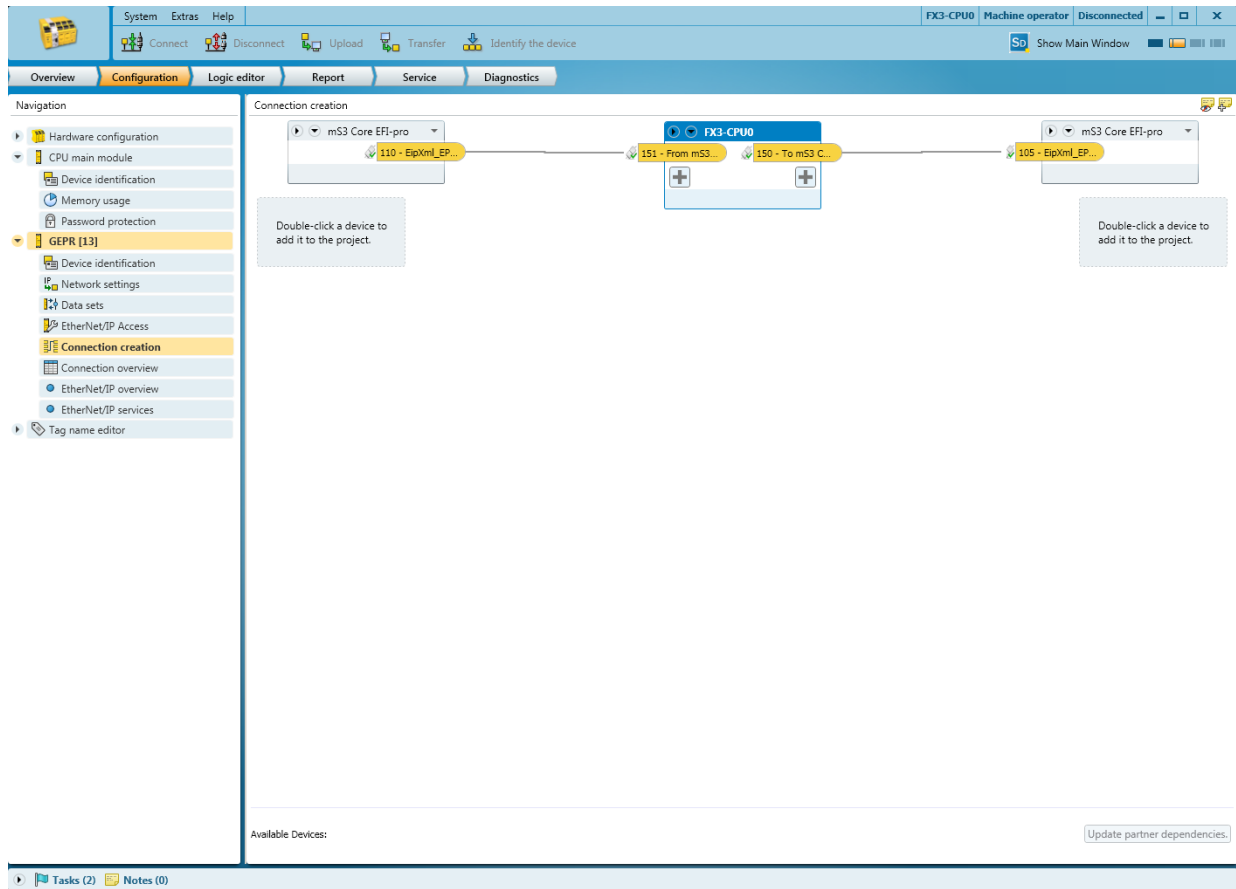 System Extras Help
FX3-CPU0 Machine operator Disconnected
Connect Disconnect Upload Transfer Identify the device
SD Show Main Window
Overview Configuration Logic editor Report Service Diagnostics
Navigation
Hardware configuration
CPU main module
Device identification
Memory usage
Password protection
GEPR [13]
Device identification
IP Network settings
Data sets
EtherNet/IP Access
Connection creation
Connection overview
EtherNet/IP overview
EtherNet/IP services
Tag name editor
Connection creation
mS3 Core EFI-pro
110 - EipXml_EP...
FX3-CPU0
151 - From mS3...
150 - To mS3 C...
mS3 Core EFI-pro
105 - EipXml_EP...
Double-click a device to
add it to the project.
Double-click a device to
add it to the project.
Available Devices:
Update partner dependencies.
Tasks (2) Notes (0)